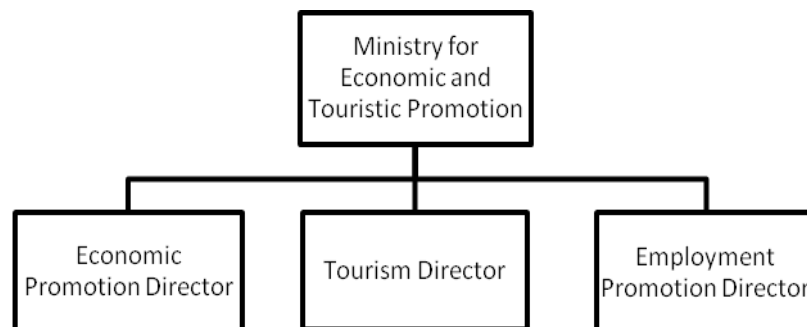 Ministry for
Economic and
Touristic Promotion
Economic
Promotion Director
Tourism Director
Employment
Promotion Director